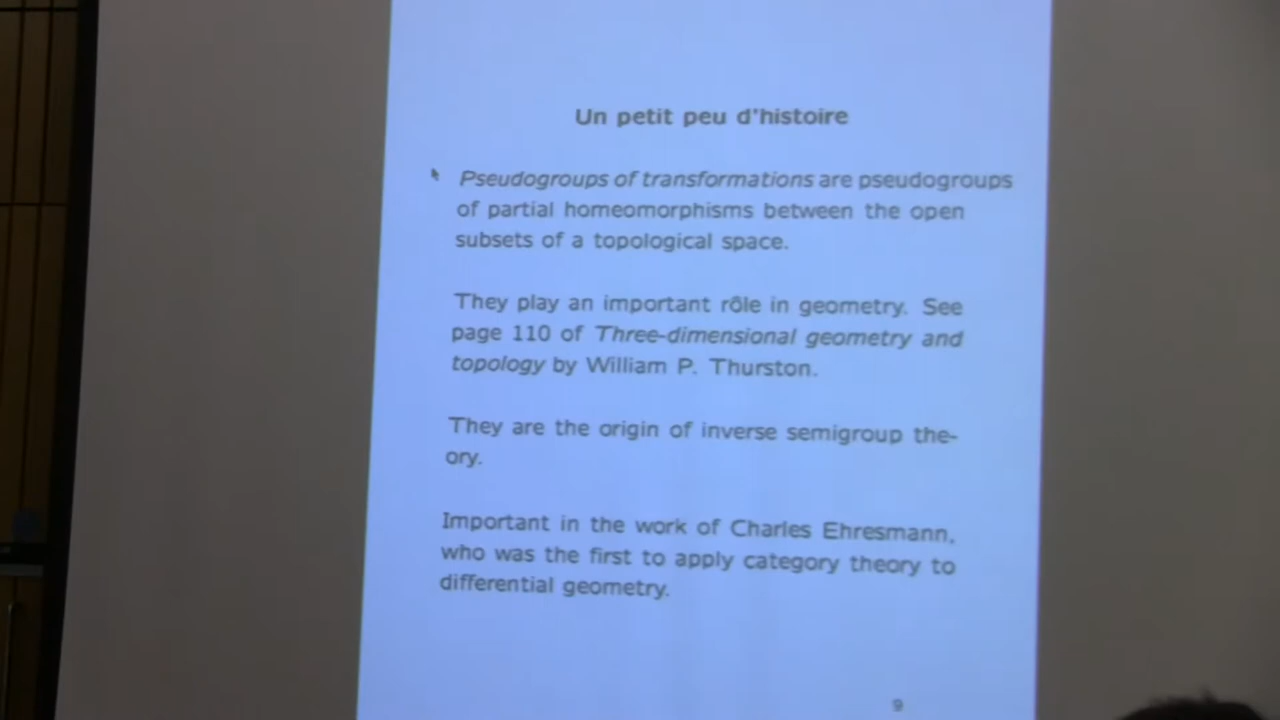 Un petit peu d'histoire
Pseudogroups of transformations are pseudogroups
of partial homeomorphisms between the open
subsets of a topological space.
They play an important rôle in geometry. See
page 110 of Three-dimensional geometry and
topology by William P. Thurston.
They are the origin of inverse semigroup the-
ory.
Important in the work of Charles Ehresmann,
who was the first to apply category theory to
differential geometry.
9